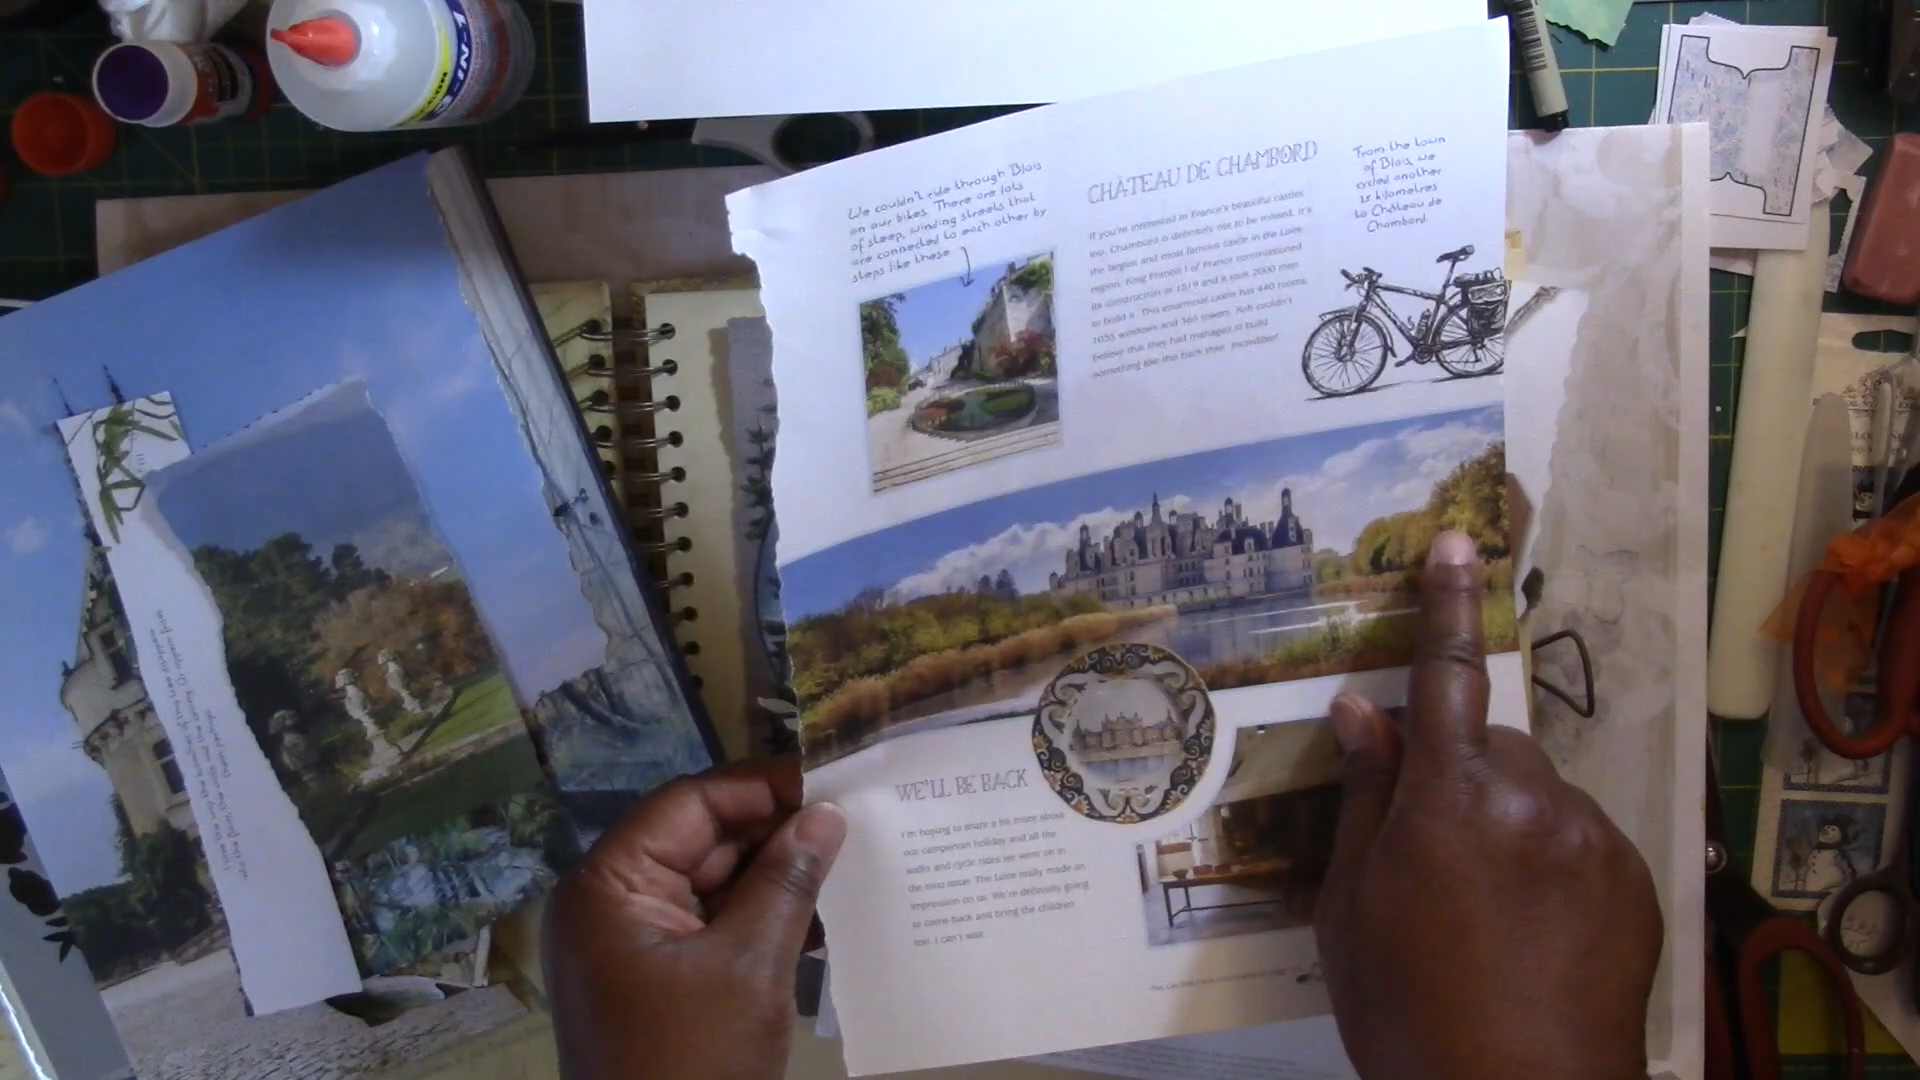 We couldn't ride through Blois
on our bikes. There are lots
of steep, winding streets that
are connected to each other by
steps like these
CHÂTEAU DE CHAMBORD
If you're interested in France's beautiful castles
too, Chambord is definitely not to be missed. It's
the largest and most famous castle in the Loire
region. King Francis I of France commissioned
its construction in 1519 and it took 2000 men
to build it. This enormous castle has 440 rooms,
1035 windows and 365 towers. Rob couldn't
believe that they had managed to build
something like this back then. Incredible!
From the town
of Blois, we
cycled another
15 kilometres
to Château de
Chambord.
WE'LL BE BACK
I'm hoping to share a bit more about
our campervan holiday and all the
walks and cycle rides we went on in
the next issue. The Loire really made an
impression on us. We're definitely going
to come back and bring the children
too. I can't wait.